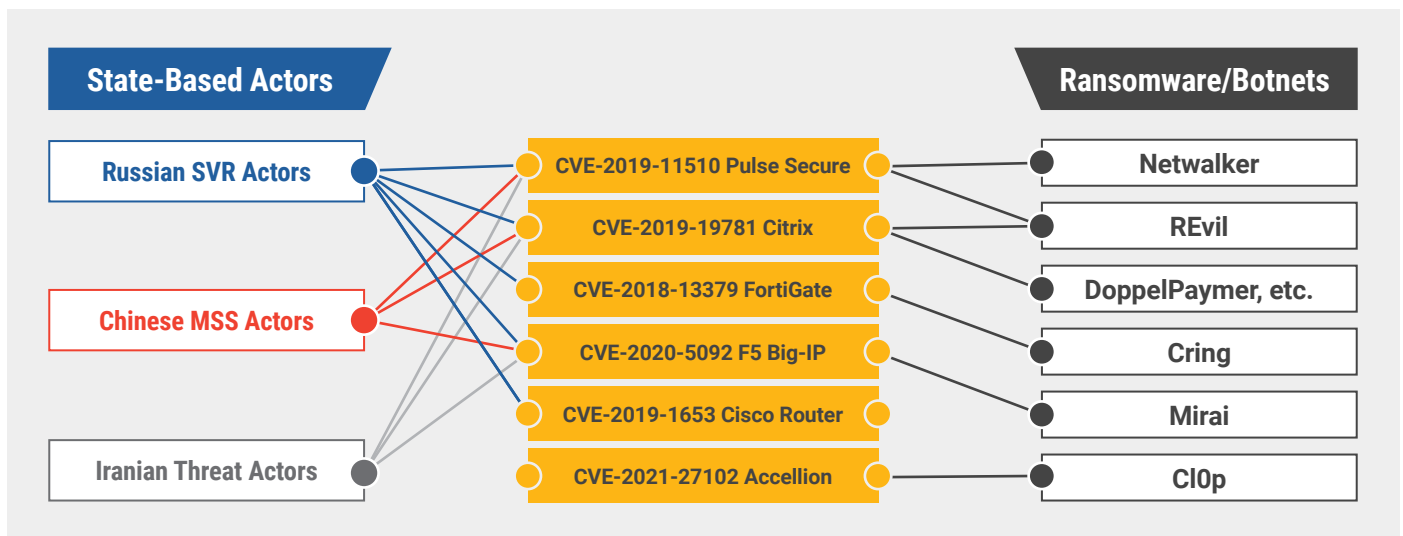 State-Based Actors
Ransomware/Botnets
Russian SVR Actors
Chinese MSS Actors
Iranian Threat Actors
CVE-2019-11510 Pulse Secure
CVE-2019-19781 Citrix
CVE-2018-13379 FortiGate
CVE-2020-5092 F5 Big-IP
CVE-2019-1653 Cisco Router
CVE-2021-27102 Accellion
Netwalker
REvil
DoppelPaymer, etc.
Cring
Mirai
Cl0p